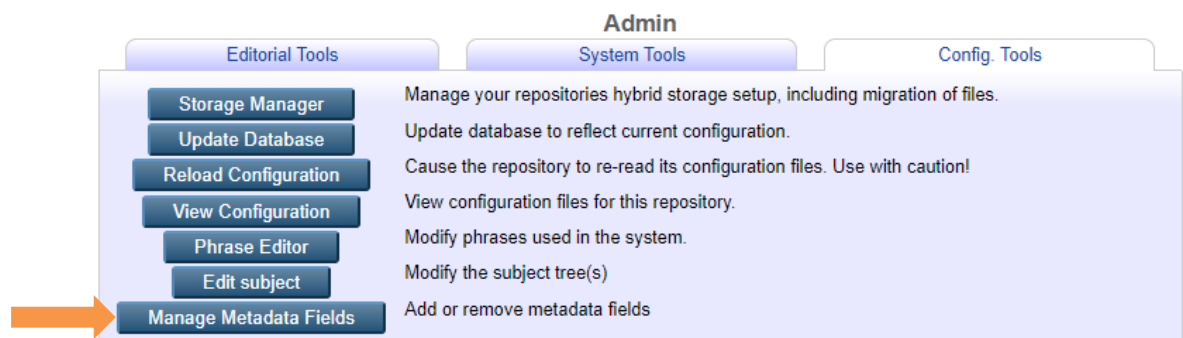 Admin
Editorial Tools System Tools Config. Tools
Storage Manager Manage your repositories hybrid storage setup, including migration of files.
Update Database Update database to reflect current configuration.
Reload Configuration Cause the repository to re-read its configuration files. Use with caution!
View Configuration View configuration files for this repository.
Phrase Editor Modify phrases used in the system.
Edit subject Modify the subject tree(s)
Manage Metadata Fields Add or remove metadata fields